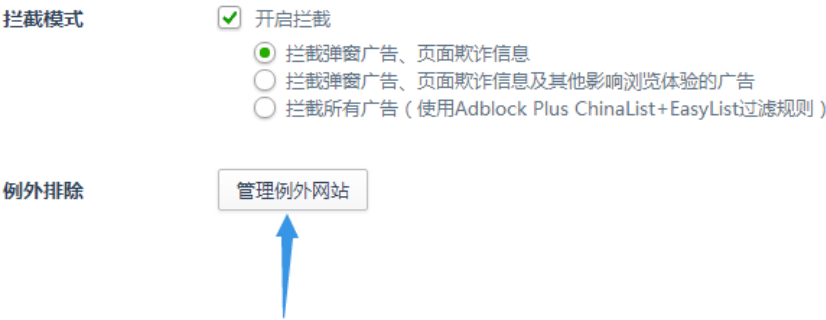 拦截模式 开启拦截
拦截弹窗广告、页面欺诈信息
拦截弹窗广告、页面欺诈信息及其他影响浏览体验的广告
拦截所有广告（使用Adblock Plus ChinaList+EasyList过滤规则）
例外排除 管理例外网站